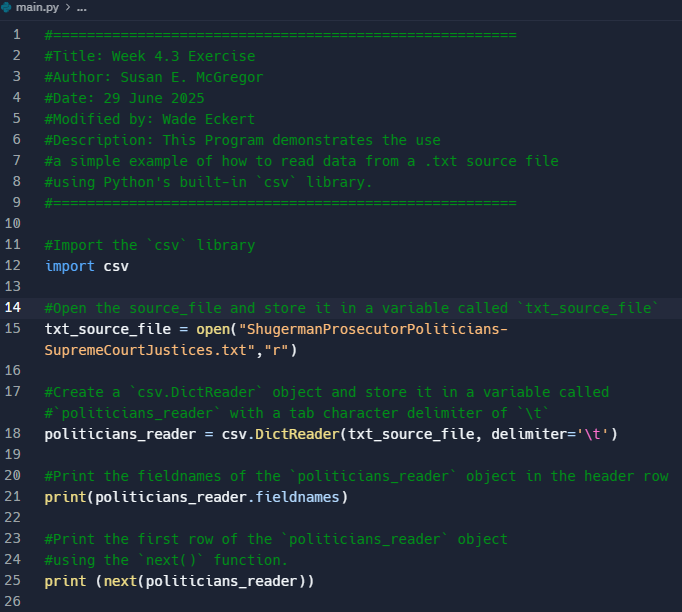 main.py > ...
1 #=======================================================
2 #Title: Week 4.3 Exercise
3 #Author: Susan E. McGregor
4 #Date: 29 June 2025
5 #Modified by: Wade Eckert
6 #Description: This Program demonstrates the use
7 #a simple example of how to read data from a .txt source file
8 #using Python's built-in `csv` library.
9 #=======================================================
10
11 #Import the `csv` library
12 import csv
13
14 #Open the source_file and store it in a variable called `txt_source_file`
15 txt_source_file = open("ShugermanProsecutorPoliticians-
SupremeCourtJustices.txt","r")
16
17 #Create a `csv.DictReader` object and store it in a variable called
#`politicians_reader` with a tab character delimiter of `\t`
18 politicians_reader = csv.DictReader(txt_source_file, delimiter='\t')
19
20 #Print the fieldnames of the `politicians_reader` object in the header row
21 print(politicians_reader.fieldnames)
22
23 #Print the first row of the `politicians_reader` object
24 #using the `next()` function.
25 print (next(politicians_reader))
26